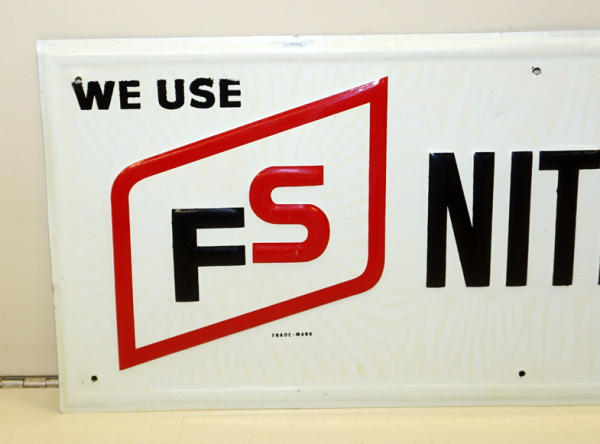 WE USE
FS
NIT
TRADE-MARK